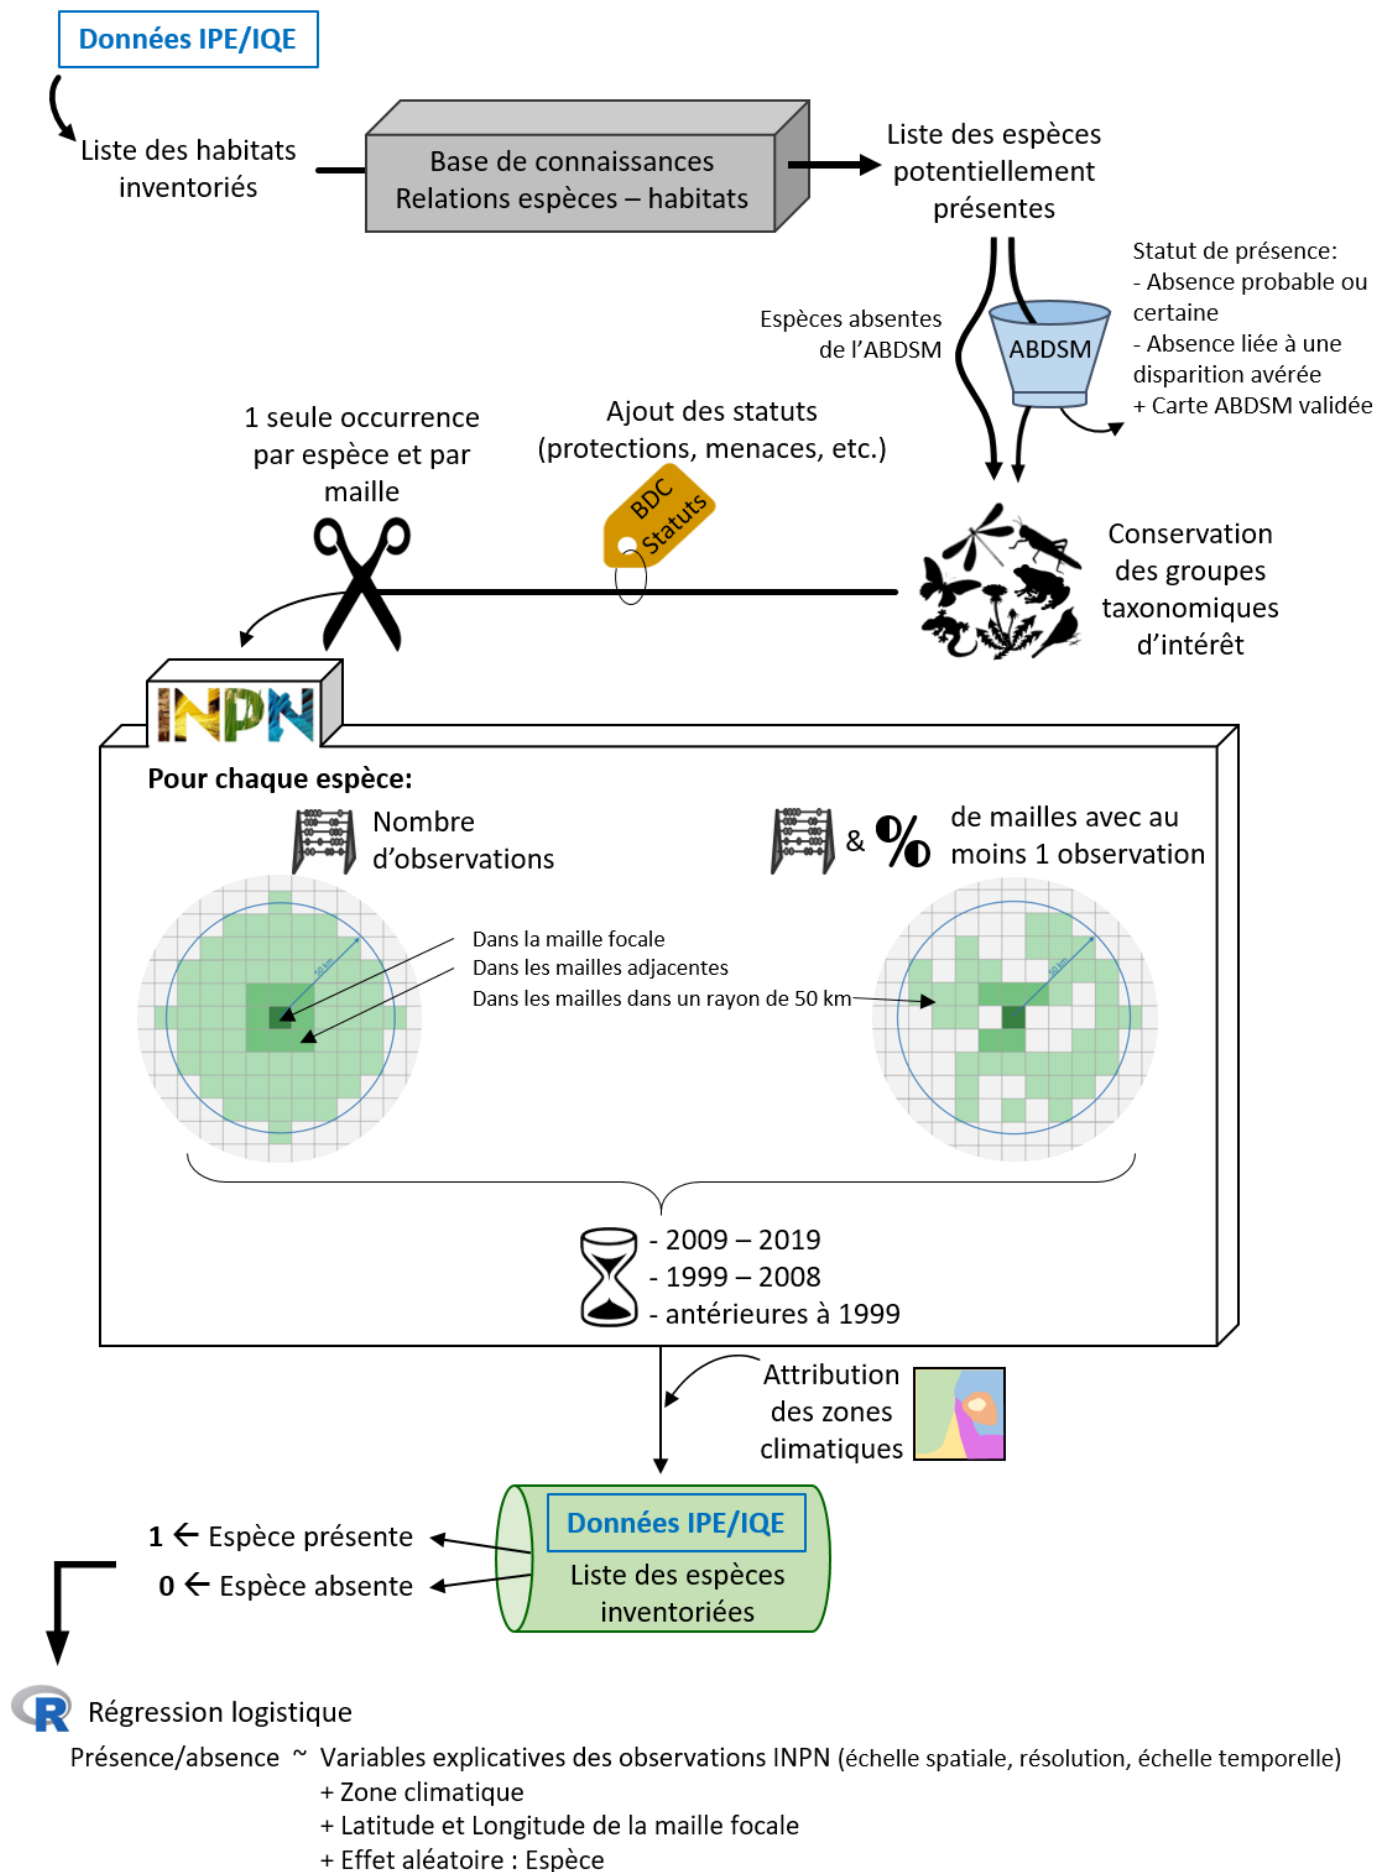 Données IPE/IQE
Liste des habitats
inventoriés
Base de connaissances
Relations espèces – habitats
Liste des espèces
potentiellement
présentes
Statut de présence:
- Absence probable ou
certaine
- Absence liée à une
disparition avérée
+ Carte ABDSM validée
Espèces absentes
de l'ABDSM
ABDSM
1 seule occurrence
par espèce et par
maille
Ajout des statuts
(protections, menaces, etc.)
BDC
Statuts
Conservation
des groupes
taxonomiques
d'intérêt
INPN
Pour chaque espèce:
Nombre
d'observations
& %
de mailles avec au
moins 1 observation
Dans la maille focale
Dans les mailles adjacentes
Dans les mailles dans un rayon de 50 km
50 km
50 km
- 2009 – 2019
- 1999 – 2008
- antérieures à 1999
Attribution
des zones
climatiques
Données IPE/IQE
Liste des espèces
inventoriées
1 ← Espèce présente
0 ← Espèce absente
R Régression logistique
Présence/absence ~ Variables explicatives des observations INPN (échelle spatiale, résolution, échelle temporelle)
+ Zone climatique
+ Latitude et Longitude de la maille focale
+ Effet aléatoire : Espèce